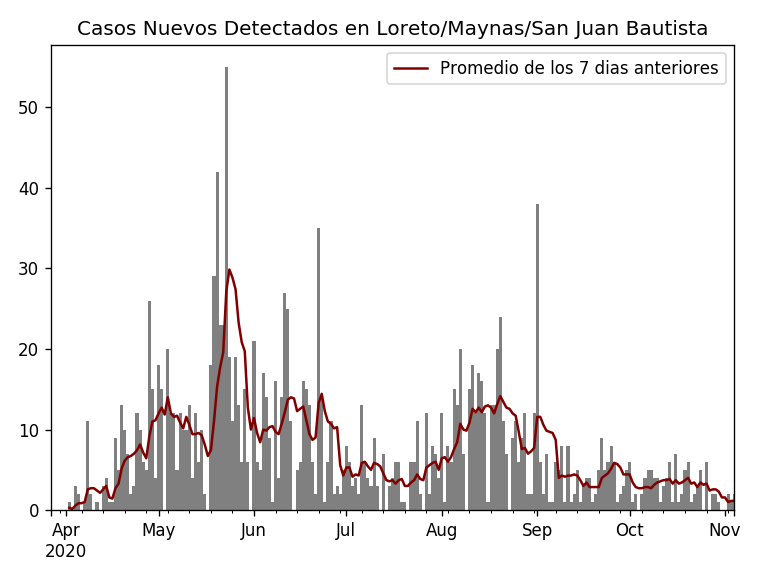 Casos Nuevos Detectados en Loreto/Maynas/San Juan Bautista
Promedio de los 7 dias anteriores
50
40
30
20
10
0
Apr May Jun Jul Aug Sep Oct Nov
2020